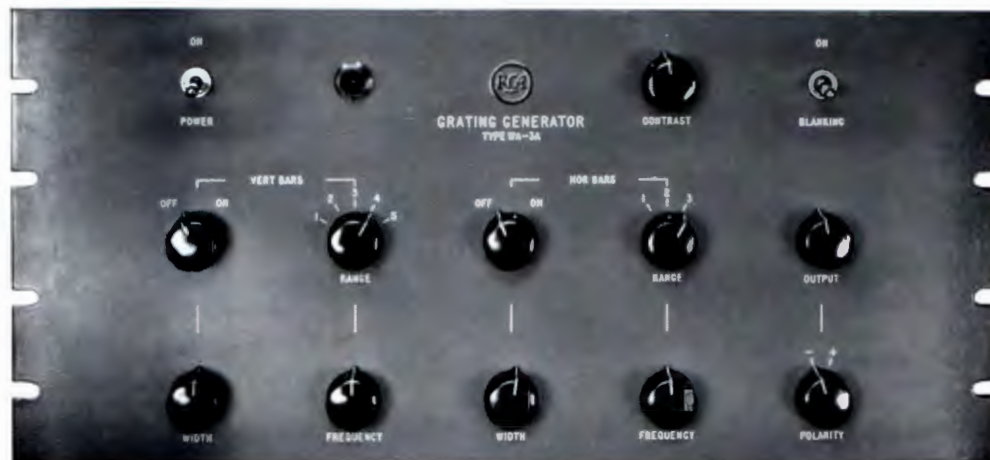 ON
ON
RCA
POWER
GRATING GENERATOR
TYPE WA-3A
CONTRAST
BLANKING
VERT BARS
HOR BARS
OFF
ON
1
2
3
4
5
OFF
ON
1
2
3
RANGE
RANGE
OUTPUT
-
+
WIDTH
FREQUENCY
WIDTH
FREQUENCY
POLARITY